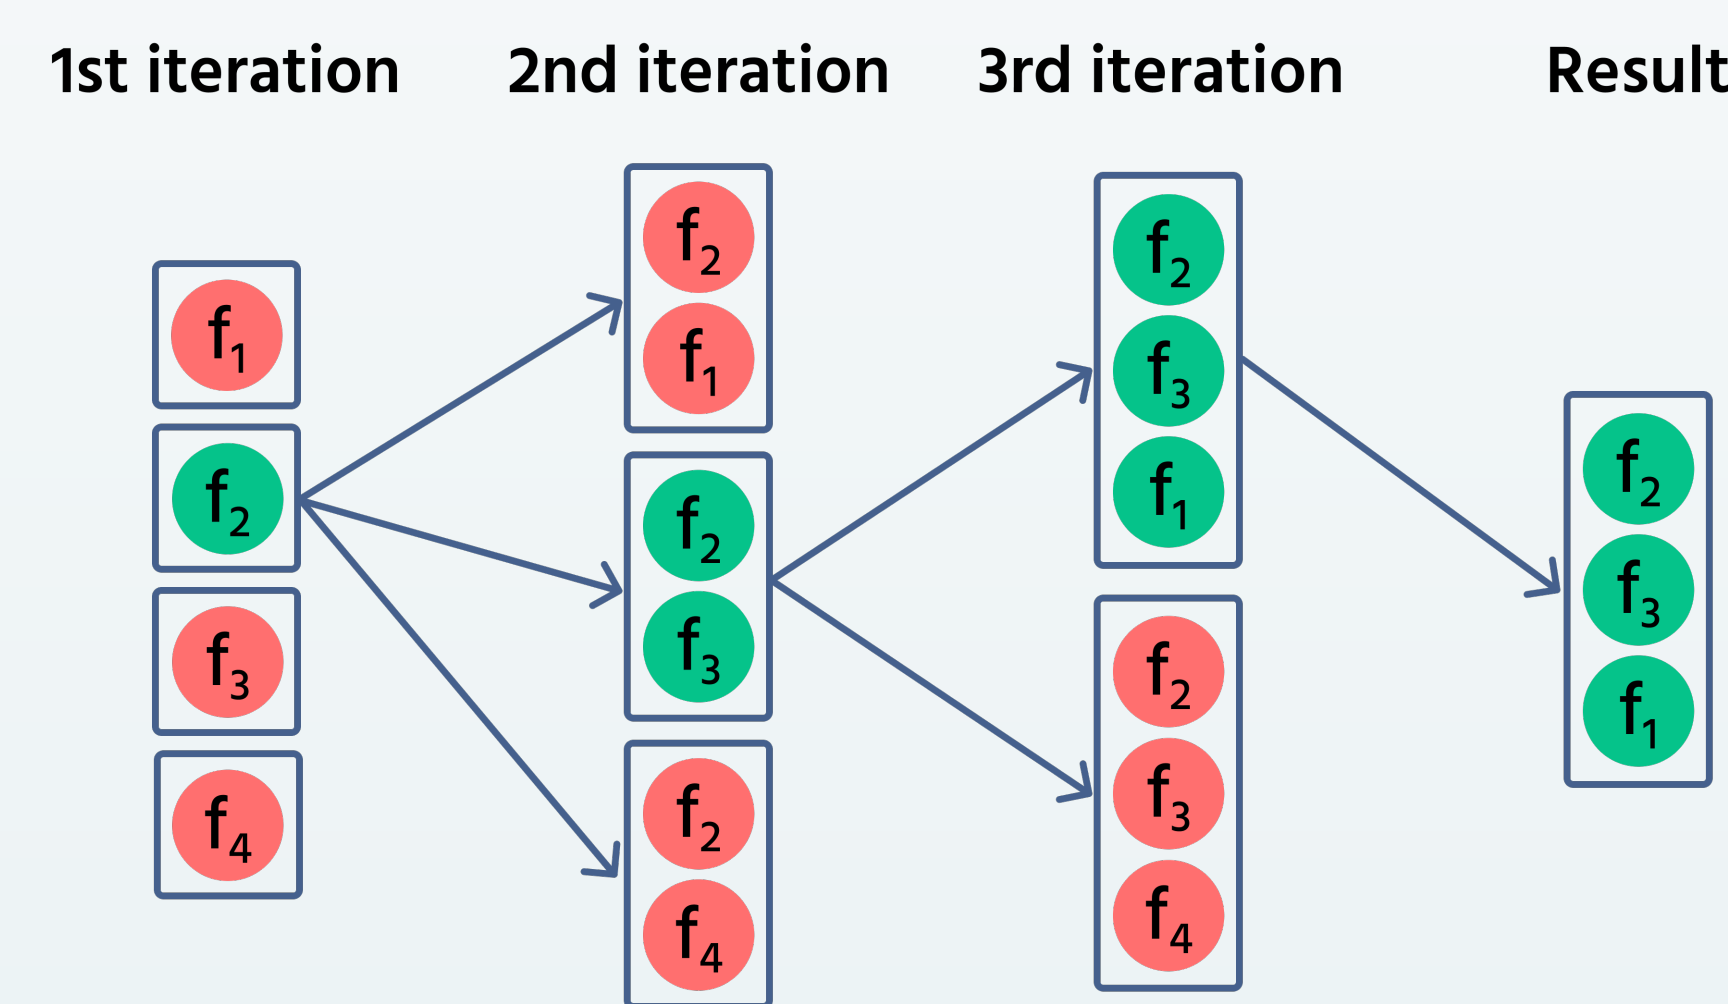 1st iteration
2nd iteration
3rd iteration
Result
f1
f2
f3
f4
f2
f1
f2
f3
f2
f4
f2
f3
f1
f2
f3
f4
f2
f3
f1